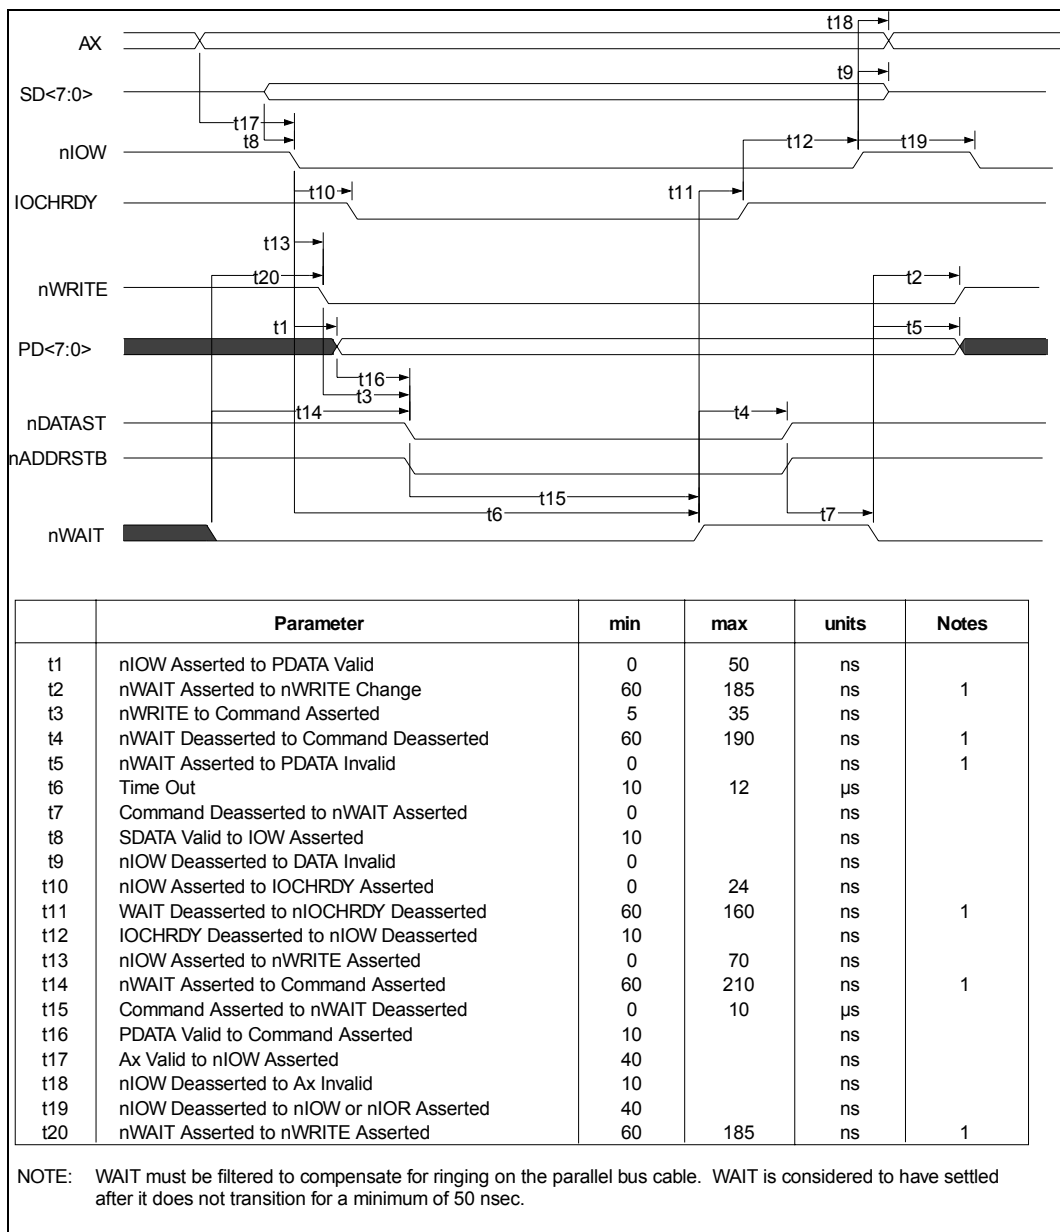 t18
AX
t9
SD<7:0>
t17
t8
t12
t19
nIOW
t10
t11
IOCHRDY
t13
t20
t2
nWRITE
t1
t5
PD<7:0>
t16
t3
t14
t4
nDATAST
nADDRSTB
t15
t6
t7
nWAIT
Parameter min max units Notes
t1 nIOW Asserted to PDATA Valid 0 50 ns
t2 nWAIT Asserted to nWRITE Change 60 185 ns 1
t3 nWRITE to Command Asserted 5 35 ns
t4 nWAIT Deasserted to Command Deasserted 60 190 ns 1
t5 nWAIT Asserted to PDATA Invalid 0 ns 1
t6 Time Out 10 12 µs
t7 Command Deasserted to nWAIT Asserted 0 ns
t8 SDATA Valid to IOW Asserted 10 ns
t9 nIOW Deasserted to DATA Invalid 0 ns
t10 nIOW Asserted to IOCHRDY Asserted 0 24 ns
t11 WAIT Deasserted to nIOCHRDY Deasserted 60 160 ns 1
t12 IOCHRDY Deasserted to nIOW Deasserted 10 ns
t13 nIOW Asserted to nWRITE Asserted 0 70 ns
t14 nWAIT Asserted to Command Asserted 60 210 ns 1
t15 Command Asserted to nWAIT Deasserted 0 10 µs
t16 PDATA Valid to Command Asserted 10 ns
t17 Ax Valid to nIOW Asserted 40 ns
t18 nIOW Deasserted to Ax Invalid 10 ns
t19 nIOW Deasserted to nIOW or nIOR Asserted 40 ns
t20 nWAIT Asserted to nWRITE Asserted 60 185 ns 1
NOTE: WAIT must be filtered to compensate for ringing on the parallel bus cable. WAIT is considered to have settled
after it does not transition for a minimum of 50 nsec.